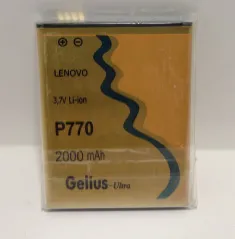 LENOVO
3.7V Li-ion
P770
2000 mAh
Gelius Ultra